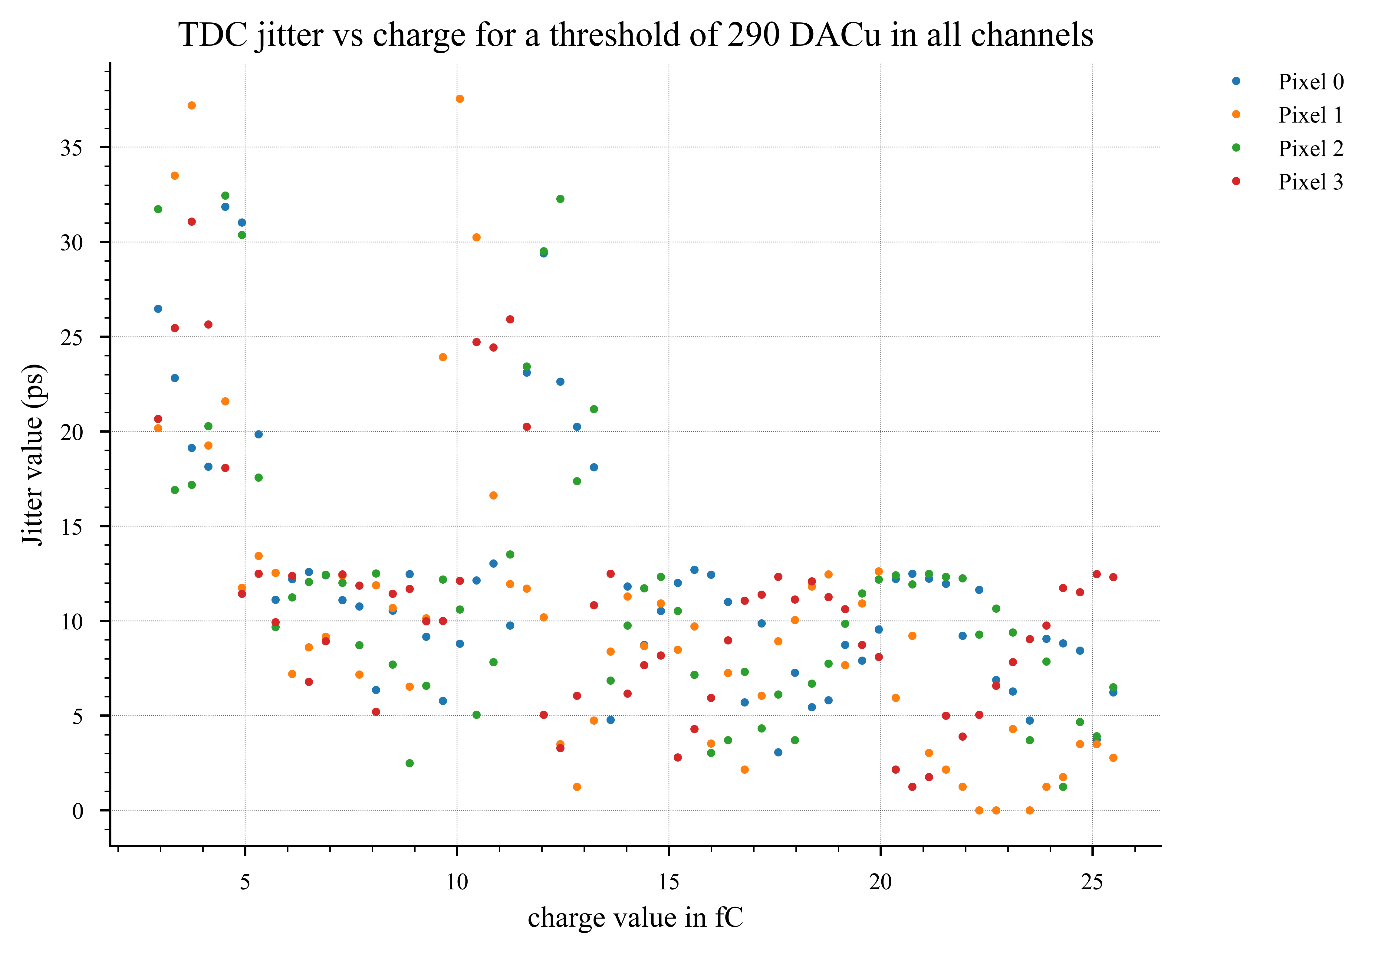 TDC jitter vs charge for a threshold of 290 DACu in all channels
Pixel 0
Pixel 1
Pixel 2
Pixel 3
Jitter value (ps)
35
30
25
20
15
10
5
0
5 10 15 20 25
charge value in fC